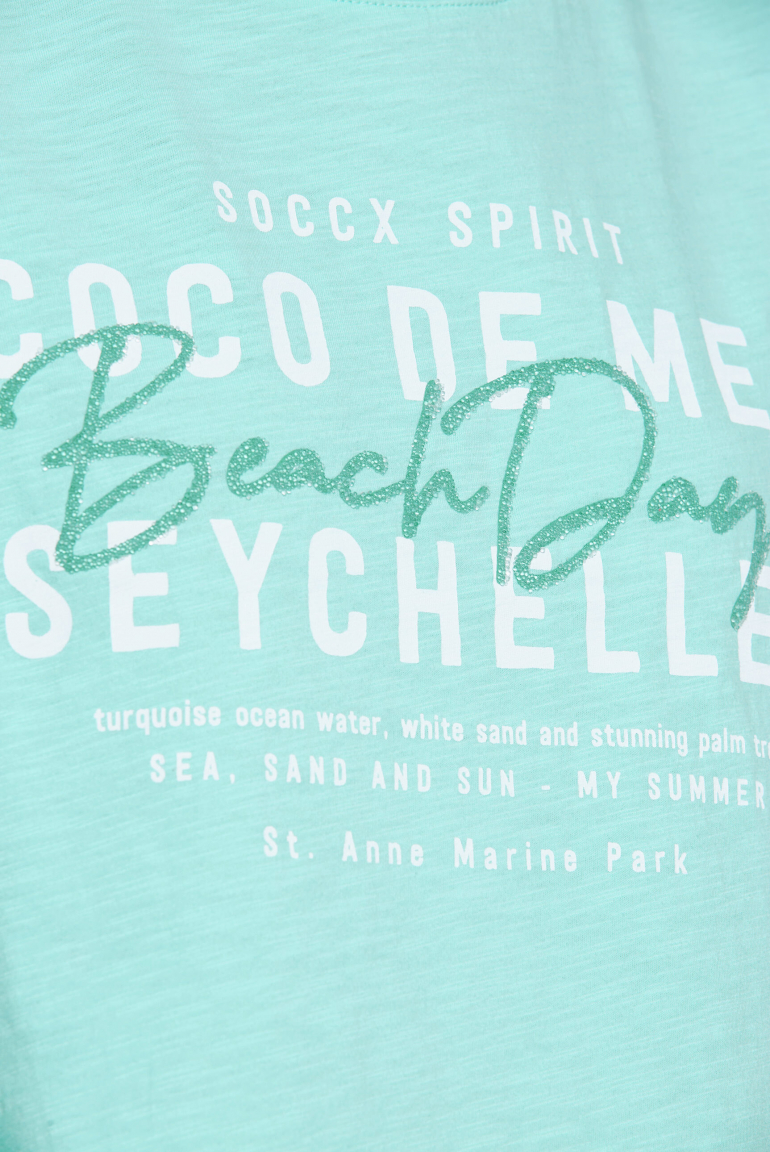 SOCCX SPIRIT
COCO DE ME
Beach Day
SEYCHELLE
turquoise ocean water, white sand and stunning palm tr
SEA, SAND AND SUN - MY SUMMER
St. Anne Marine Park